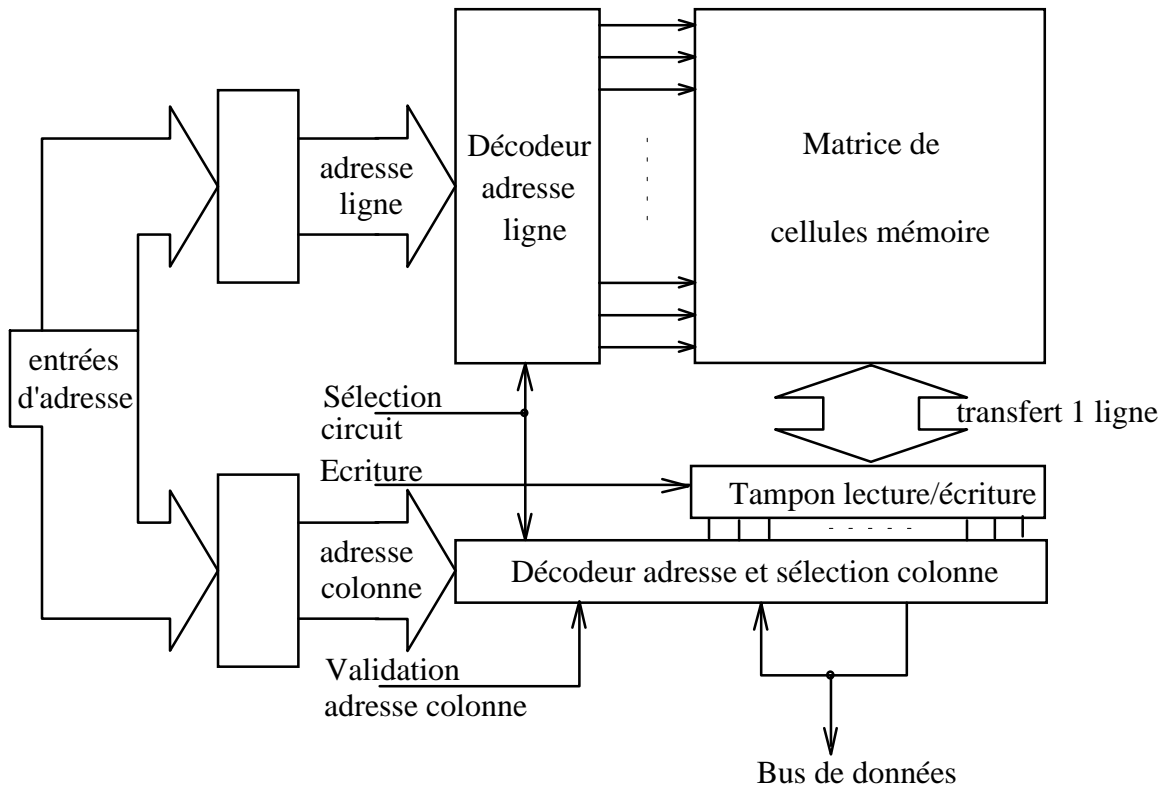 Décodeur
adresse
ligne
Matrice de
cellules mémoire
adresse
ligne
entrées
d'adresse
Sélection
circuit
transfert 1 ligne
Ecriture
Tampon lecture/écriture
adresse
colonne
Décodeur adresse et sélection colonne
Validation
adresse colonne
Bus de données